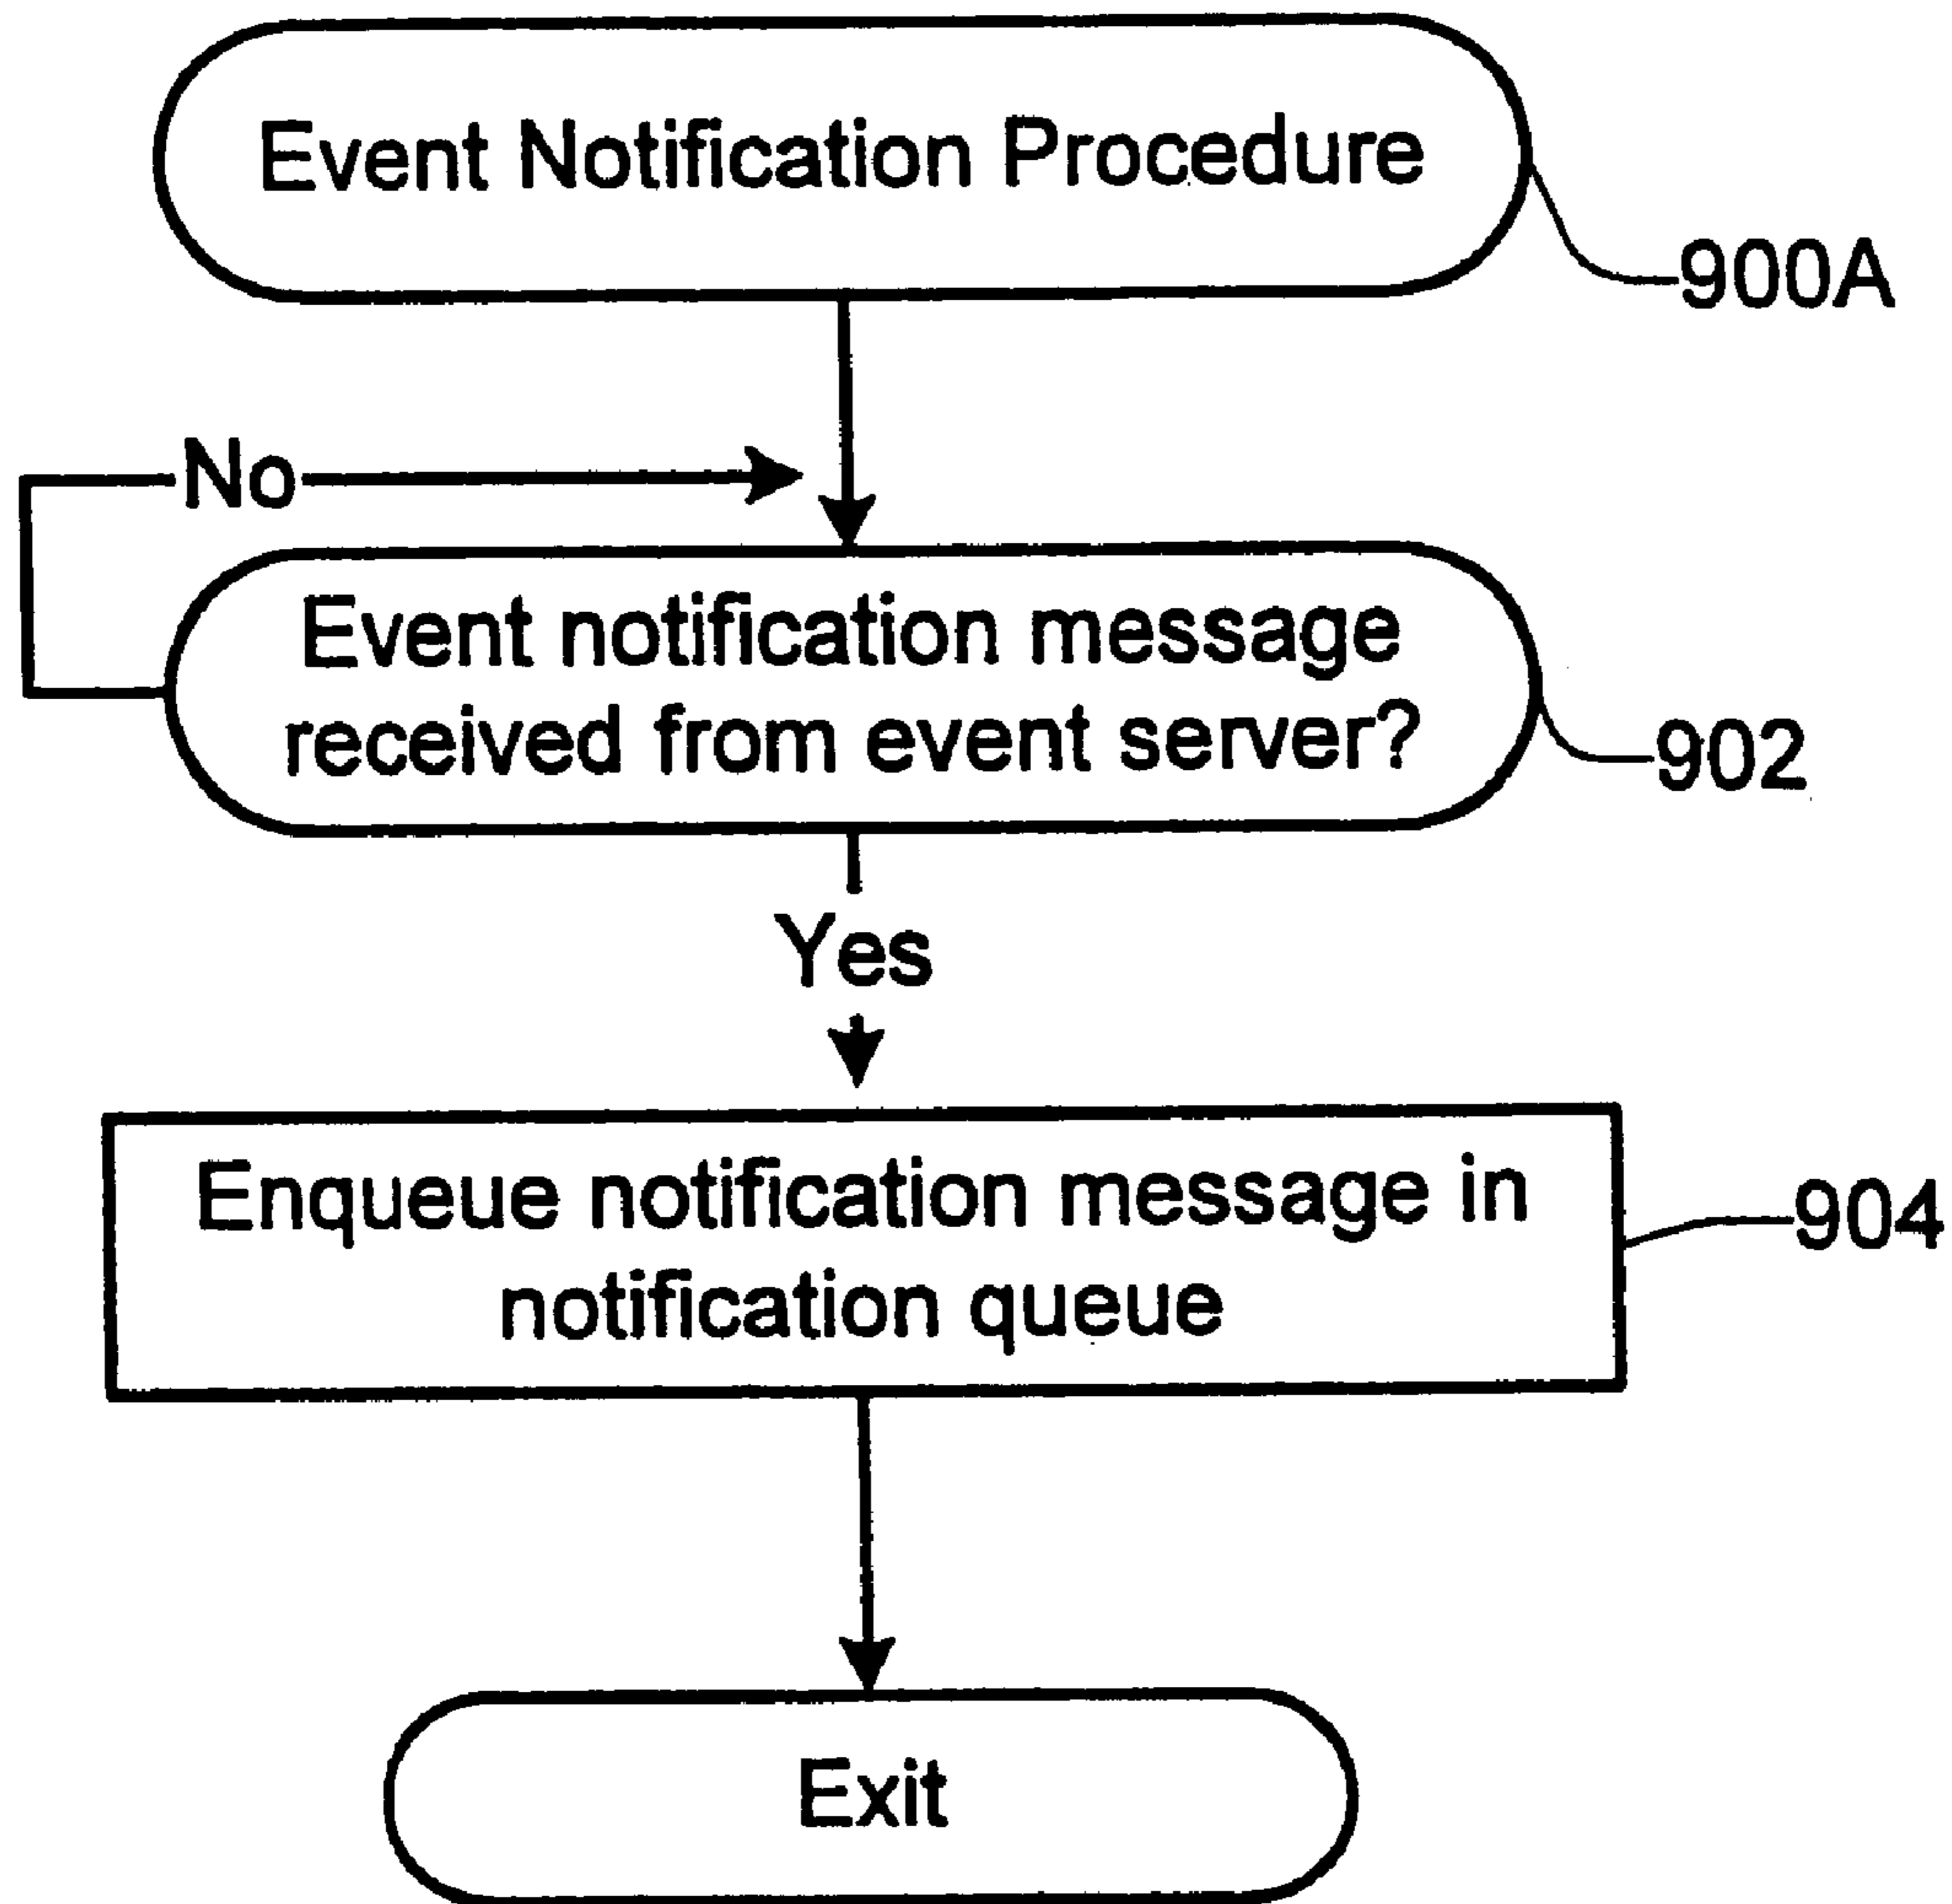 Event Notification Procedure
900A
No
Event notification message
received from event server?
902
Yes
Enqueue notification message in
notification queue
904
Exit